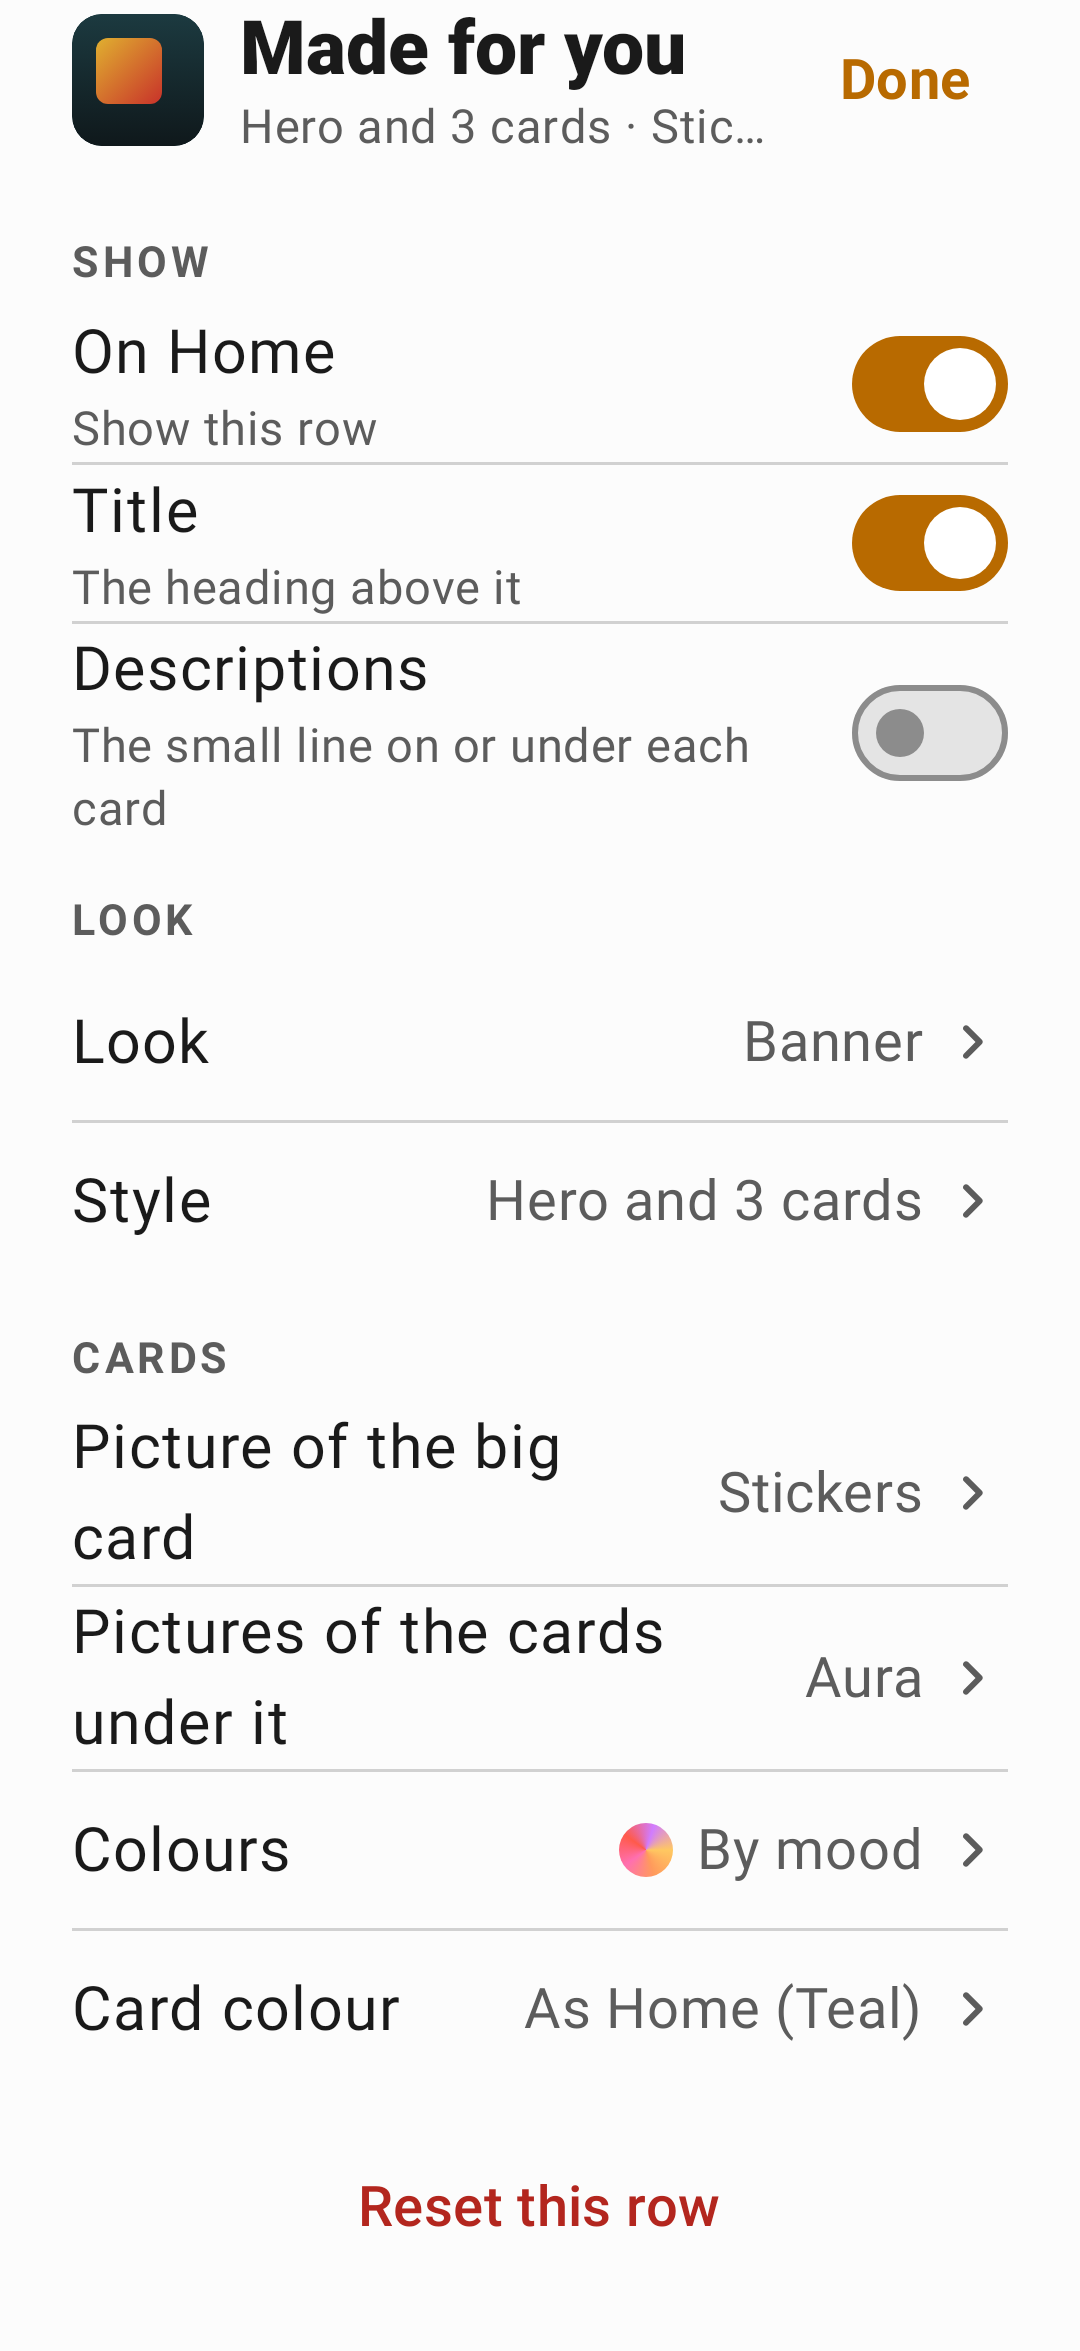 Made for you
Done
Hero and 3 cards · Stic…
SHOW
On Home
Show this row
Title
The heading above it
Descriptions
The small line on or under each
card
LOOK
Look
Banner
Style
Hero and 3 cards
CARDS
Picture of the big
card
Stickers
Pictures of the cards
under it
Aura
Colours
By mood
Card colour
As Home (Teal)
Reset this row